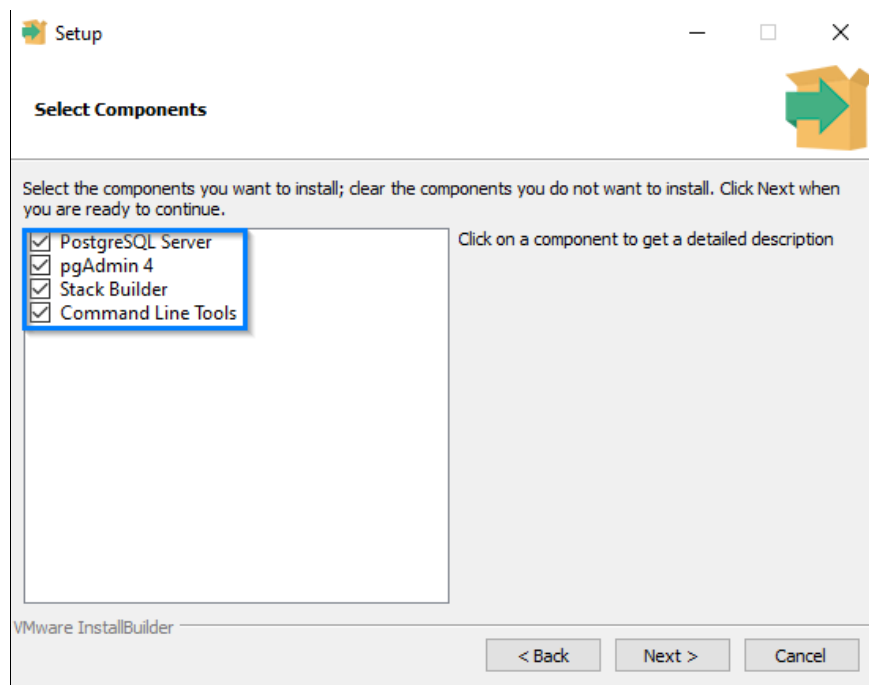 Setup
Select Components
Select the components you want to install; clear the components you do not want to install. Click Next when
you are ready to continue.
PostgreSQL Server
pgAdmin 4
Stack Builder
Command Line Tools
Click on a component to get a detailed description
VMware InstallBuilder
< Back
Next >
Cancel